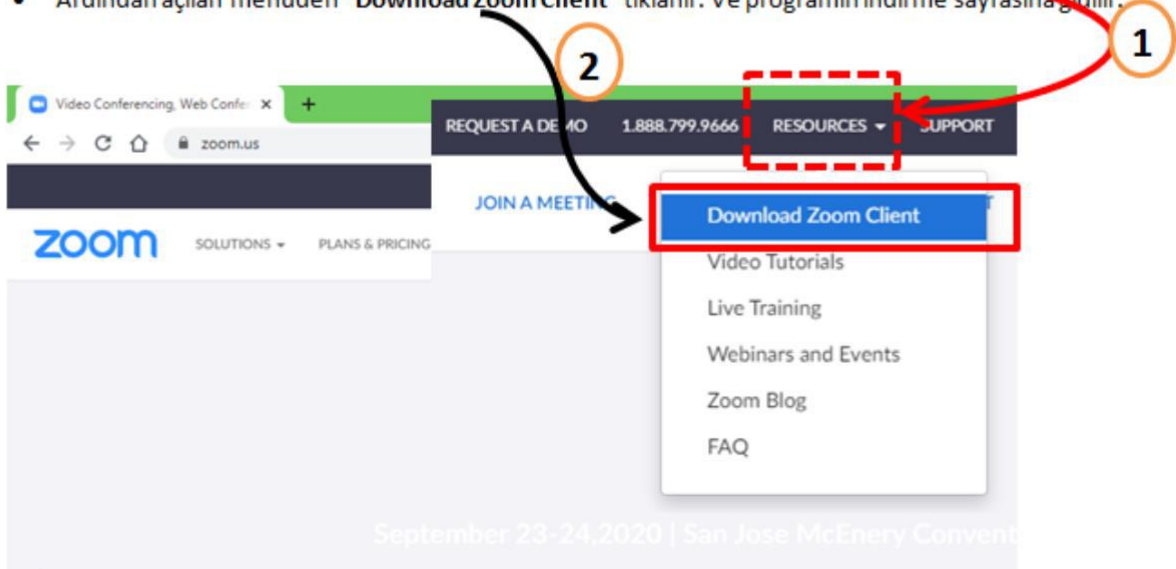 • Ardından açılan menüden "Download Zoom Client" tıklanır. Ve programın indirme sayfasına gidilir.
1
2
Video Conferencing, Web Confer
zoom.us
REQUEST A DEMO 1.888.799.9666 RESOURCES SUPPORT
zoom SOLUTIONS PLANS & PRICING
JOIN A MEETING
Download Zoom Client
Video Tutorials
Live Training
Webinars and Events
Zoom Blog
FAQ
September 23-24,2020 | San Jose McEnery Convent